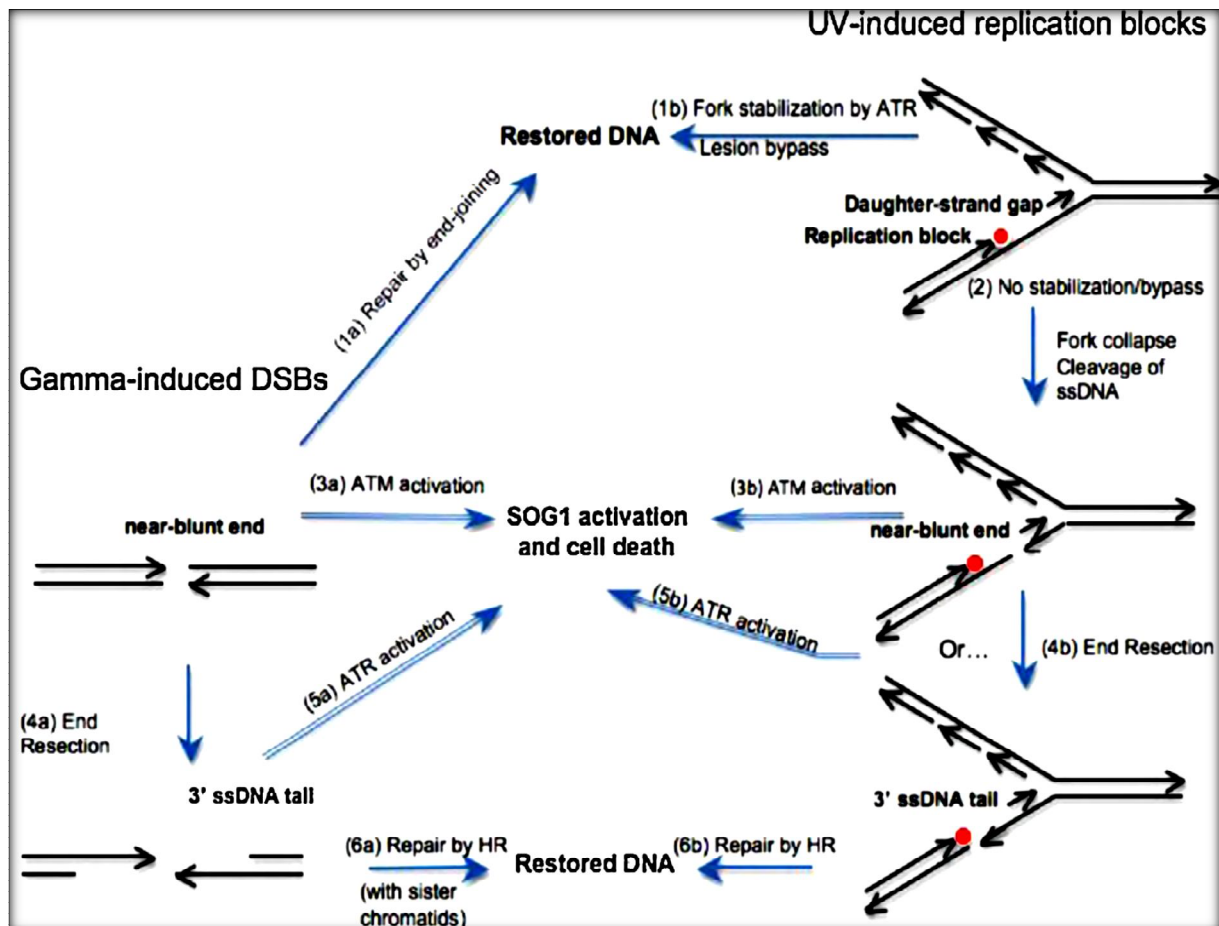 UV-induced replication blocks
(1b) Fork stabilization by ATR
Restored DNA
Lesion bypass
(1a) Repair by end-joining
Daughter-strand gap
Replication block
(2) No stabilization/bypass
Fork collapse
Cleavage of
ssDNA
Gamma-induced DSBs
(3a) ATM activation
(3b) ATM activation
near-blunt end
SOG1 activation
and cell death
near-blunt end
(5a) ATR activation
(5b) ATR activation
Or...
(4b) End Resection
(4a) End
Resection
3' ssDNA tail
3' ssDNA tail
(6a) Repair by HR
Restored DNA
(6b) Repair by HR
(with sister
chromatids)